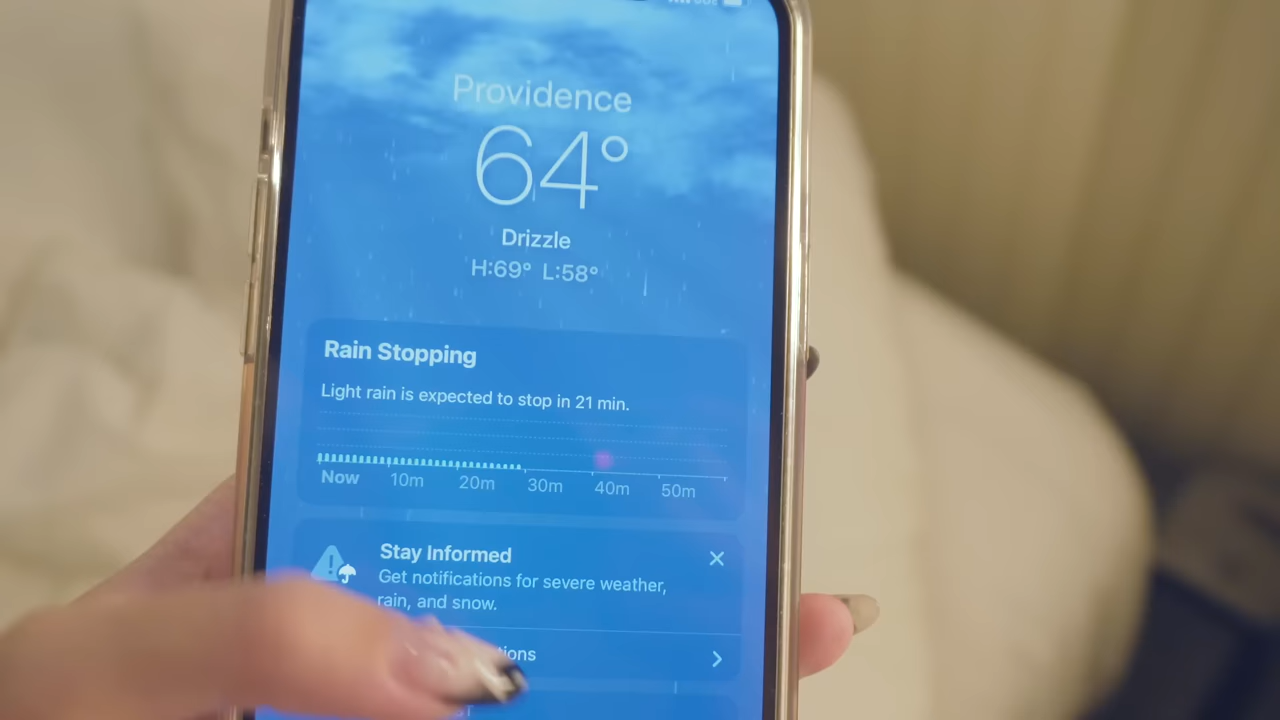 Providence
64°
Drizzle
H:69° L:58°
Rain Stopping
Light rain is expected to stop in 21 min.
Now 10m 20m 30m 40m 50m
Stay Informed
Get notifications for severe weather,
rain, and snow.